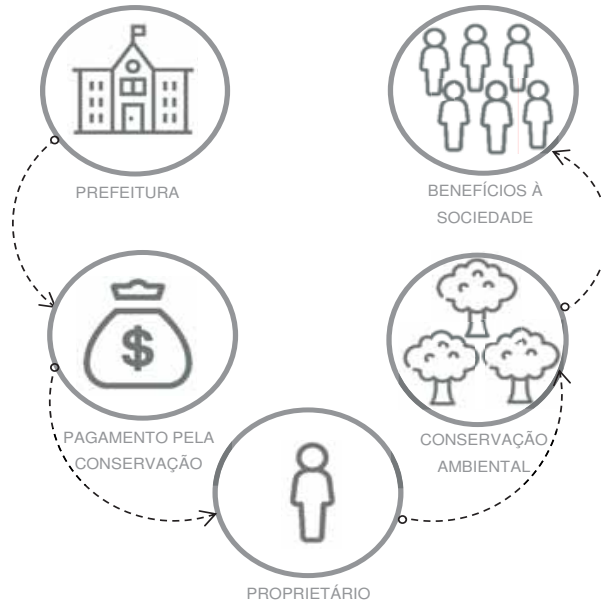 PREFEITURA
BENEFÍCIOS À
SOCIEDADE
$
PAGAMENTO PELA
CONSERVAÇÃO
CONSERVAÇÃO
AMBIENTAL
PROPRIETÁRIO